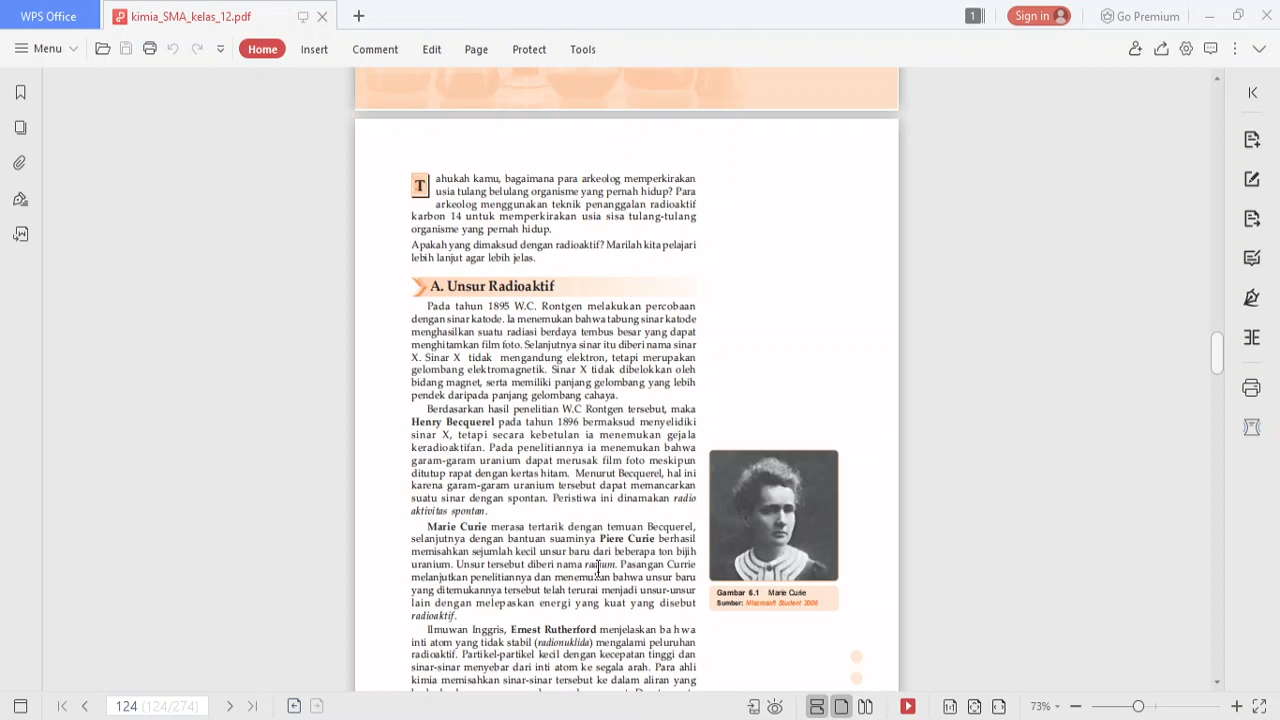 WPS Office
kimia_SMA_kelas_12.pdf
1
Sign in
Go Premium
Menu
Home
Insert
Comment
Edit
Page
Protect
Tools
T
ahukah kamu, bagaimana para arkeolog memperkirakan
usia tulang belulang organisme yang pernah hidup? Para
arkeolog menggunakan teknik penanggalan radioaktif
karbon 14 untuk memperkirakan usia sisa tulang-tulang
organisme yang pernah hidup.
Apakah yang dimaksud dengan radioaktif? Marilah kita pelajari
lebih lanjut agar lebih jelas.
A. Unsur Radioaktif
Pada tahun 1895 W.C. Rontgen melakukan percobaan
dengan sinar katode. Ia menemukan bahwa tabung sinar katode
menghasilkan suatu radiasi berdaya tembus besar yang dapat
menghitamkan film foto. Selanjutnya sinar itu diberi nama sinar
X. Sinar X tidak mengandung elektron, tetapi merupakan
gelombang elektromagnetik. Sinar X tidak dibelokkan oleh
bidang magnet, serta memiliki panjang gelombang yang lebih
pendek daripada panjang gelombang cahaya.
Berdasarkan hasil penelitian W.C Rontgen tersebut, maka
Henry Becquerel pada tahun 1896 bermaksud menyelidiki
sinar X, tetapi secara kebetulan ia menemukan gejala
keradioaktifan. Pada penelitiannya ia menemukan bahwa
garam-garam uranium dapat merusak film foto meskipun
ditutup rapat dengan kertas hitam. Menurut Becquerel, hal ini
karena garam-garam uranium tersebut dapat memancarkan
suatu sinar dengan spontan. Peristiwa ini dinamakan radio
aktivitas spontan.
Marie Curie merasa tertarik dengan temuan Becquerel,
selanjutnya dengan bantuan suaminya Piere Curie berhasil
memisahkan sejumlah kecil unsur baru dari beberapa ton bijih
uranium. Unsur tersebut diberi nama radium. Pasangan Currie
melanjutkan penelitiannya dan menemukan bahwa unsur baru
yang ditemukannya tersebut telah terurai menjadi unsur-unsur
lain dengan melepaskan energi yang kuat yang disebut
radioaktif.
Ilmuwan Inggris, Ernest Rutherford menjelaskan bahwa
inti atom yang tidak stabil (radionuklida) mengalami peluruhan
radioaktif. Partikel-partikel kecil dengan kecepatan tinggi dan
sinar-sinar menyebar dari inti atom ke segala arah. Para ahli
kimia memisahkan sinar-sinar tersebut ke dalam aliran yang
Gambar 6.1 Marie Curie
Sumber: Microsoft Student 2006
124 (124/274)
73%